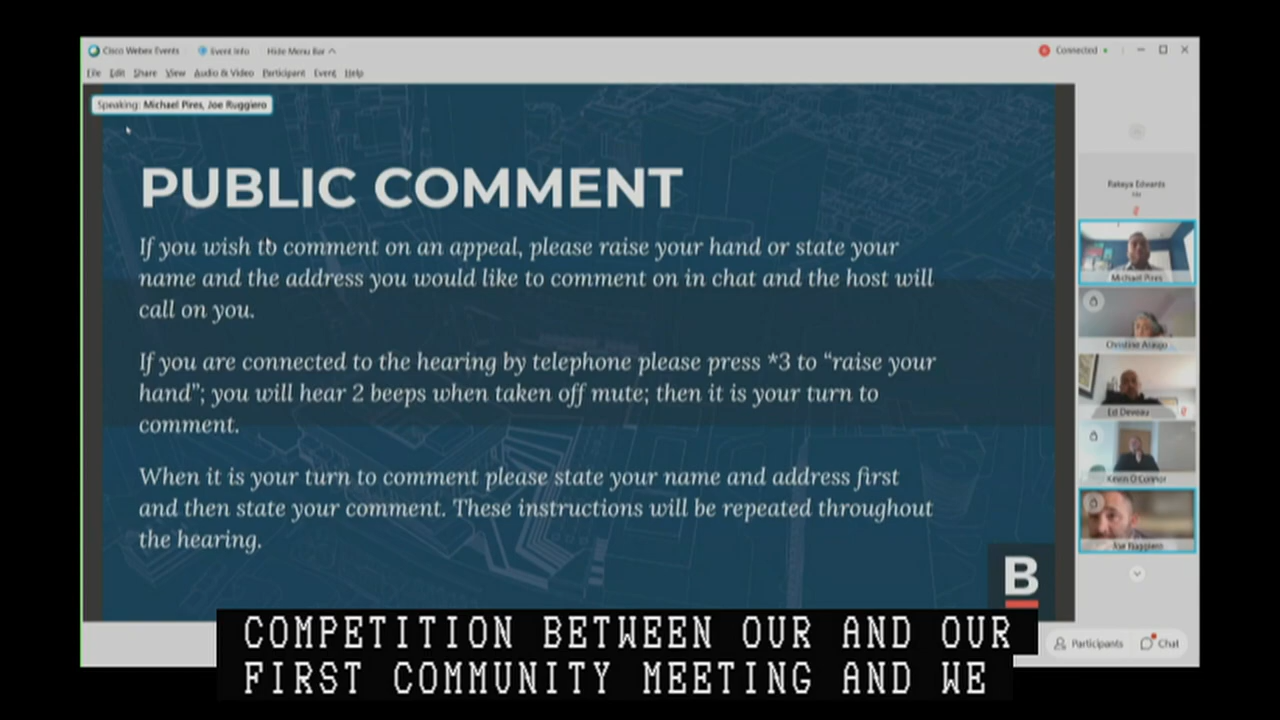 Cisco Webex Events Event Info Hide Menu Bar Connected
File Edit Share View Audio & Video Participant Event Help
Speaking: Michael Pires, Joe Ruggiero
PUBLIC COMMENT
If you wish to comment on an appeal, please raise your hand or state your
name and the address you would like to comment on in chat and the host will
call on you.
If you are connected to the hearing by telephone please press *3 to “raise your
hand”; you will hear 2 beeps when taken off mute; then it is your turn to
comment.
When it is your turn to comment please state your name and address first
and then state your comment. These instructions will be repeated throughout
the hearing.
B
Rakeya Edwards
Me
Michael Pires
Christine Araujo
Ed Deveau
Kevin O'Connor
Joe Ruggiero
Participants Chat
COMPETITION BETWEEN OUR AND OUR
FIRST COMMUNITY MEETING AND WE